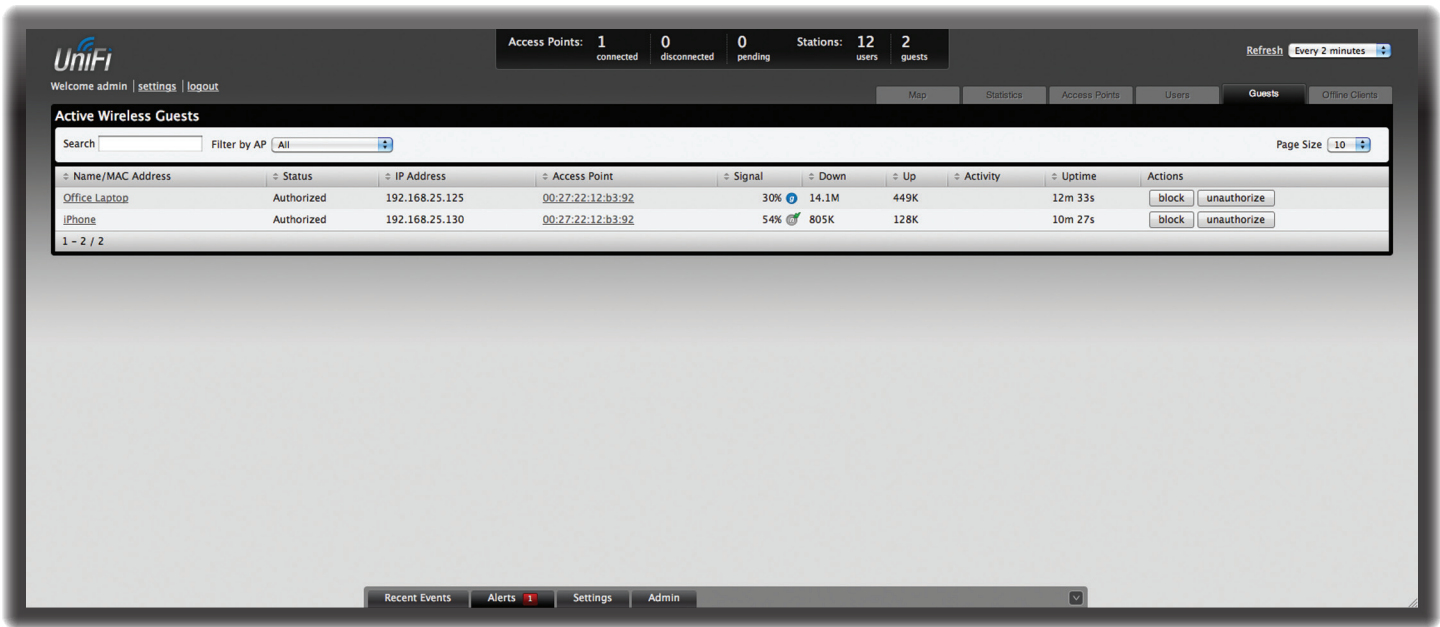 UniFi
Access Points: 1 connected 0 disconnected 0 pending Stations: 12 users 2 guests
Refresh Every 2 minutes
Welcome admin | settings | logout
Map Statistics Access Points Users Guests Offline Clients
Active Wireless Guests
Search Filter by AP All Page Size 10
Name/MAC Address Status IP Address Access Point Signal Down Up Activity Uptime Actions
Office Laptop Authorized 192.168.25.125 00:27:22:12:b3:92 30% g 14.1M 449K 12m 33s block unauthorize
iPhone Authorized 192.168.25.130 00:27:22:12:b3:92 54% n 805K 128K 10m 27s block unauthorize
1 - 2 / 2
Recent Events Alerts 1 Settings Admin